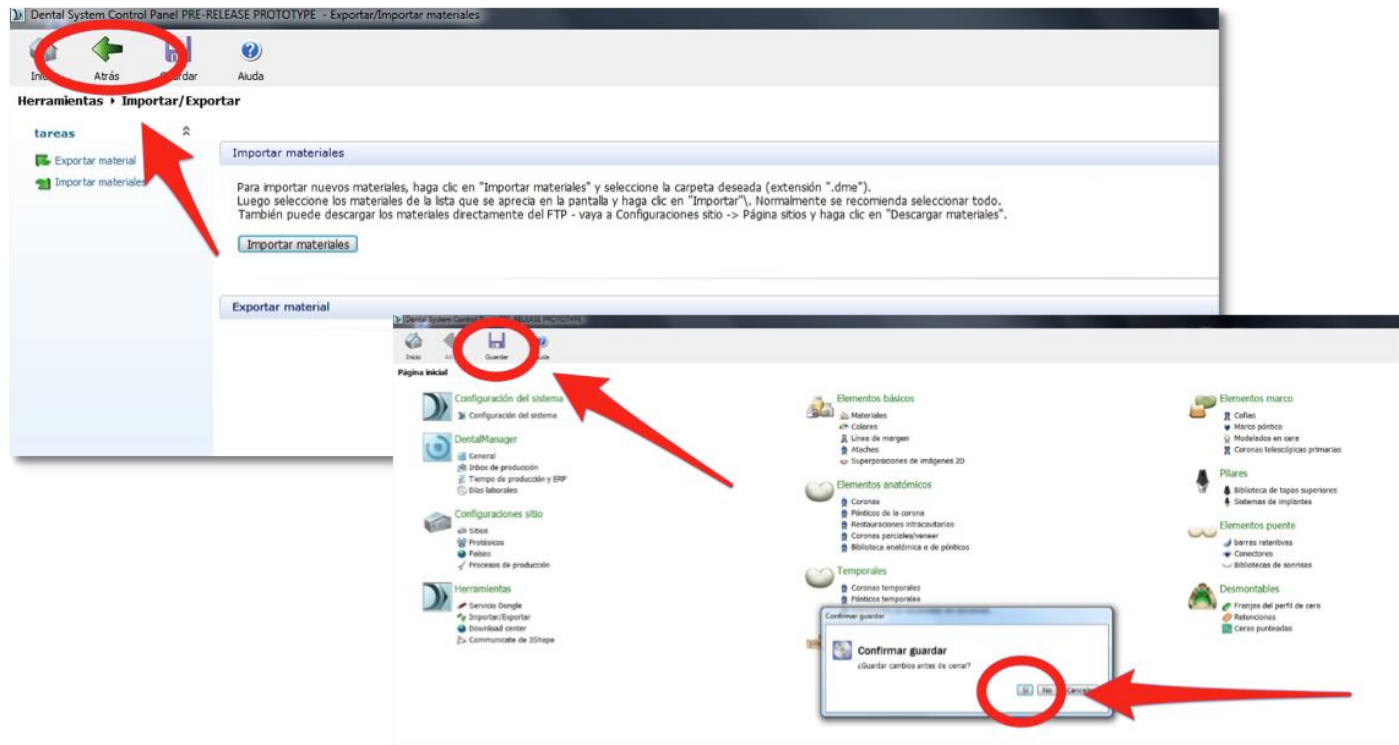 Dental System Control Panel PRE-RELEASE PROTOTYPE - Exportar/Importar materiales
Atrás
Aiuda
Herramientas Importar/Exportar
tareas
Exportar material
Importar materiales
Importar materiales
Para importar nuevos materiales, haga clic en "Importar materiales" y seleccione la carpeta deseada (extensión ".dme").
Luego seleccione los materiales de la lista que se aprecia en la pantalla y haga clic en "Importar"\. Normalmente se recomienda seleccionar todo.
También puede descargar los materiales directamente del FTP - vaya a Configuraciones sitio -> Página sitios y haga clic en "Descargar materiales".
Importar materiales
Exportar material
Dental System Control Panel PRE-RELEASE PROTOTYPE
Inicio
Guardar
Página inicial
Configuración del sistema
Configuración del sistema
DentalManager
General
Inbox de producción
Tiempo de producción y ERP
Días laborales
Configuraciones sitio
Sitios
Protésicos
Países
Procesos de producción
Herramientas
Servicio Dongle
Importar/Exportar
Download center
Communicate de 3Shape
Elementos básicos
Materiales
Colores
Línea de margen
Ataches
Superposiciones de imágenes 2D
Elementos anatómicos
Coronas
Pónticos de la corona
Restauraciones intracavitarias
Coronas parciales/veneer
Biblioteca anatómica e de pónticos
Temporales
Coronas temporales
Pónticos temporales
Elementos marco
Cofias
Marco póntico
Modelados en cera
Coronas telescópicas primarias
Pilares
Biblioteca de tapas superiores
Sistemas de implantes
Elementos puente
barras retentivas
Conectores
Bibliotecas de sonrisas
Desmontables
Franjas del perfil de cera
Retenciones
Ceras punteadas
Confirmar guardar
Confirmar guardar
¿Guardar cambios antes de cerrar?
Sí
No